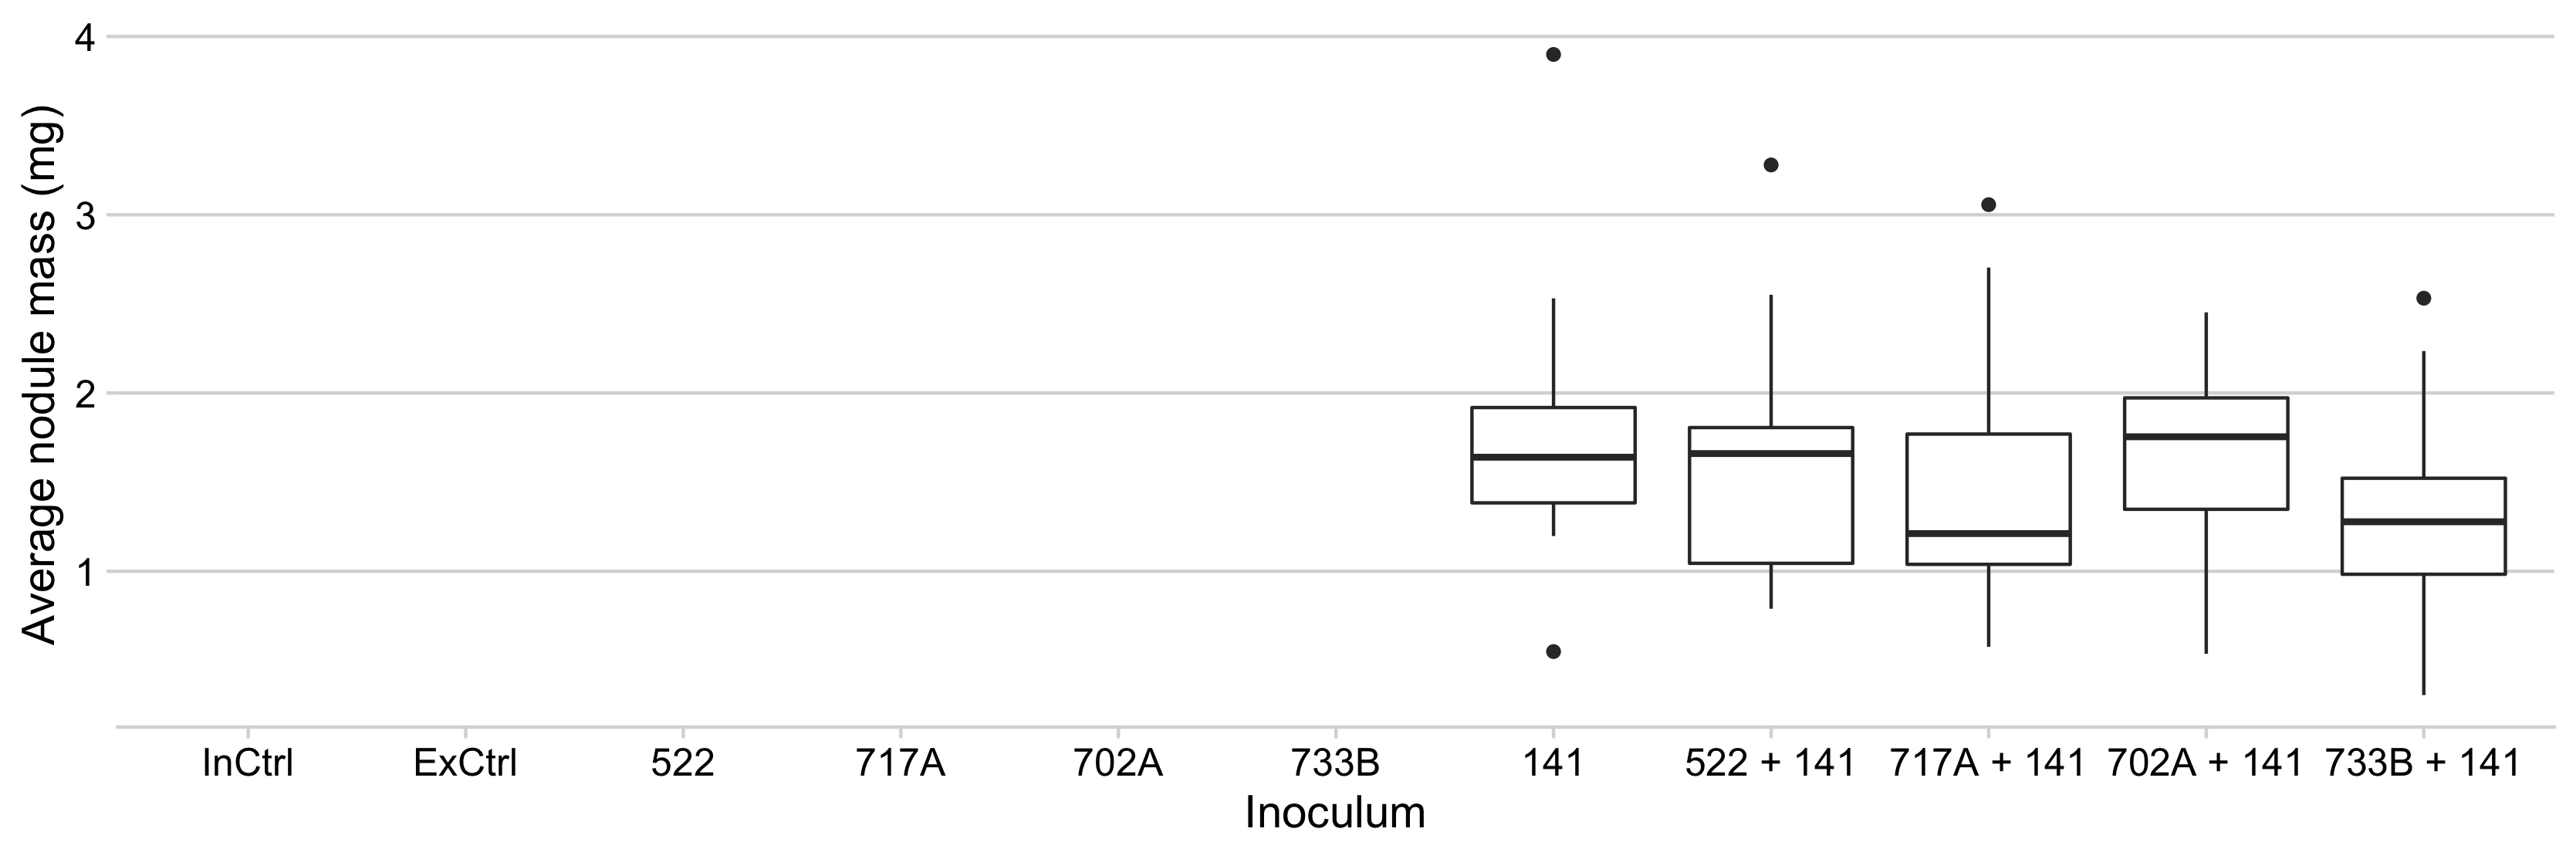 Average nodule mass (mg)
4
3
2
1
InCtrl ExCtrl 522 717A 702A 733B 141 522 + 141 717A + 141 702A + 141 733B + 141
Inoculum